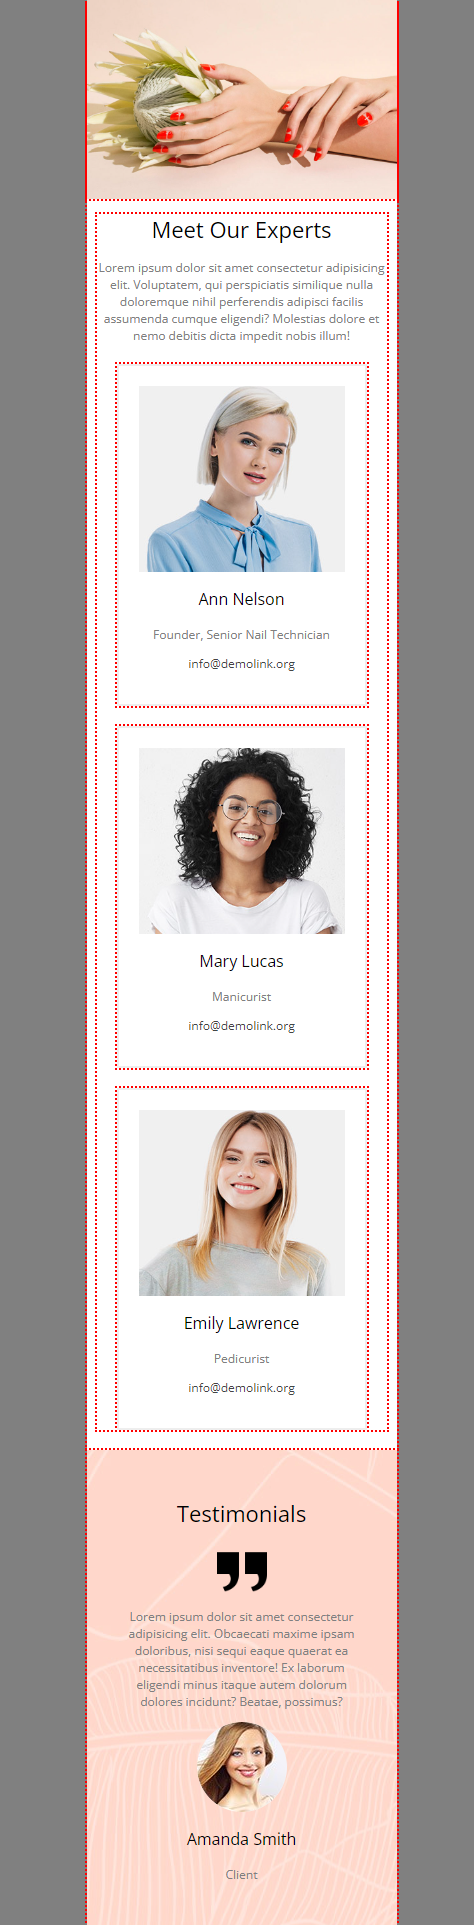 Meet Our Experts
Lorem ipsum dolor sit amet consectetur adipisicing
elit. Voluptatem, qui perspiciatis similique nulla
doloremque nihil perferendis adipisci facilis
assumenda cumque eligendi? Molestias dolore et
nemo debitis dicta impedit nobis illum!
Ann Nelson
Founder, Senior Nail Technician
info@demolink.org
Mary Lucas
Manicurist
info@demolink.org
Emily Lawrence
Pedicurist
info@demolink.org
Testimonials
Lorem ipsum dolor sit amet consectetur
adipisicing elit. Obcaecati maxime ipsam
doloribus, nisi sequi eaque quaerat ea
necessitatibus inventore! Ex laborum
eligendi minus itaque autem dolorum
dolores incidunt? Beatae, possimus?
Amanda Smith
Client